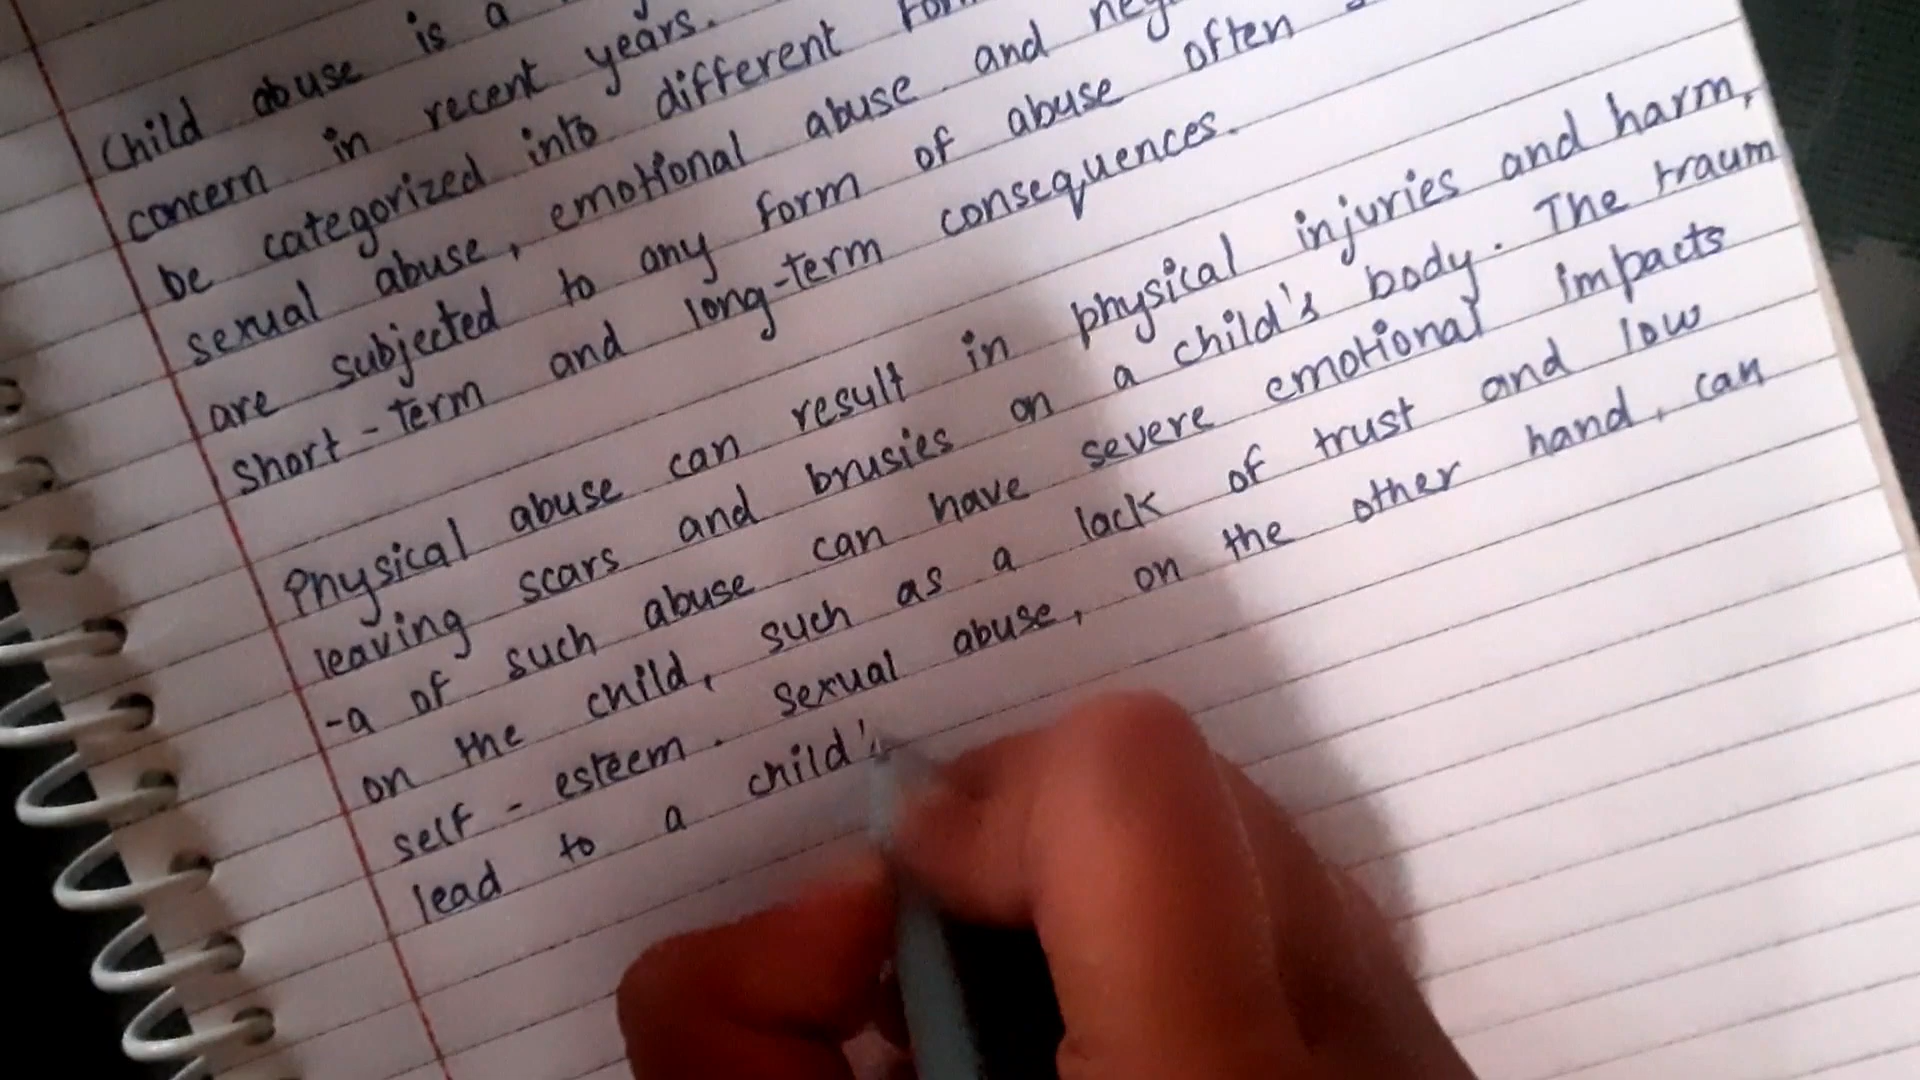 Child abuse is a
concern in recent years.
be categorized into different
sexual abuse, emotional abuse and
are subjected to any form of abuse often
short-term and long-term consequences.
Physical abuse can result in physical injuries and harm,
leaving scars and brusies on a child's body. The traum
-a of such abuse can have severe emotional impacts
on the child, such as a lack of trust and low
self-esteem. sexual abuse, on the other hand, can
lead to a child'